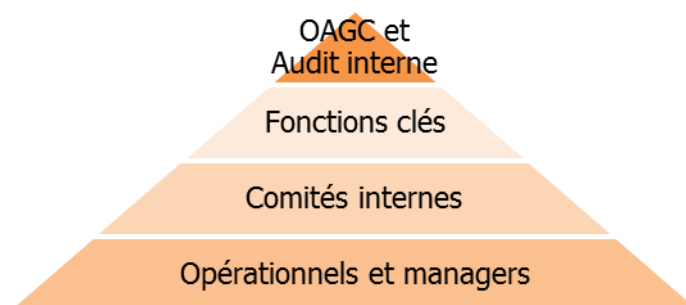 OAGC et
Audit interne
Fonctions clés
Comités internes
Opérationnels et managers